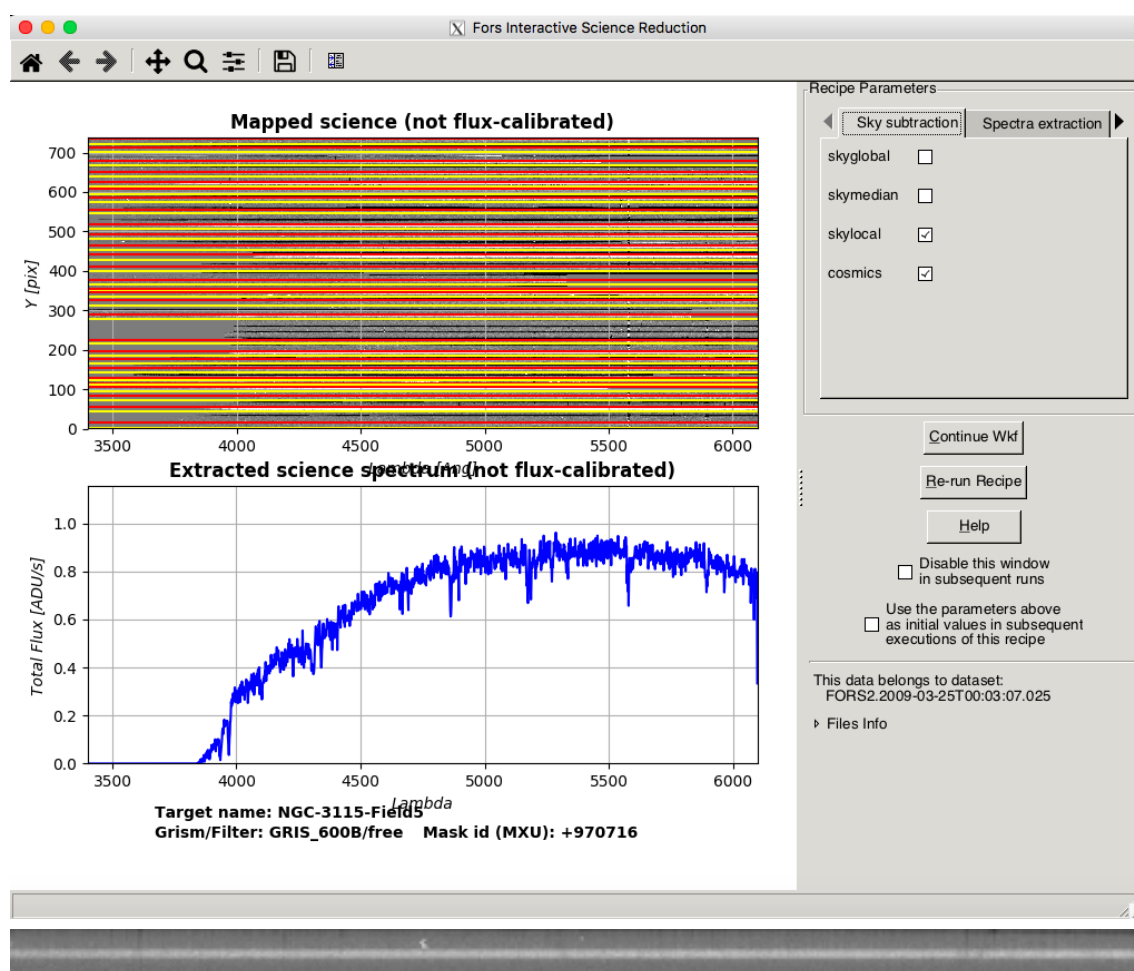 Fors Interactive Science Reduction
Mapped science (not flux-calibrated)
700
600
500
400
300
200
100
0
Y [pix]
3500 4000 4500 5000 5500 6000
Lambda [Ang]
Extracted science spectrum (not flux-calibrated)
1.0
0.8
0.6
0.4
0.2
0.0
Total Flux [ADU/s]
3500 4000 4500 5000 5500 6000
Lambda
Target name: NGC-3115-Field5
Grism/Filter: GRIS_600B/free Mask id (MXU): +970716
Recipe Parameters
Sky subtraction Spectra extraction
skyglobal
skymedian
skylocal
cosmics
Continue Wkf
Re-run Recipe
Help
Disable this window
in subsequent runs
Use the parameters above
as initial values in subsequent
executions of this recipe
This data belongs to dataset:
FORS2.2009-03-25T00:03:07.025
Files Info